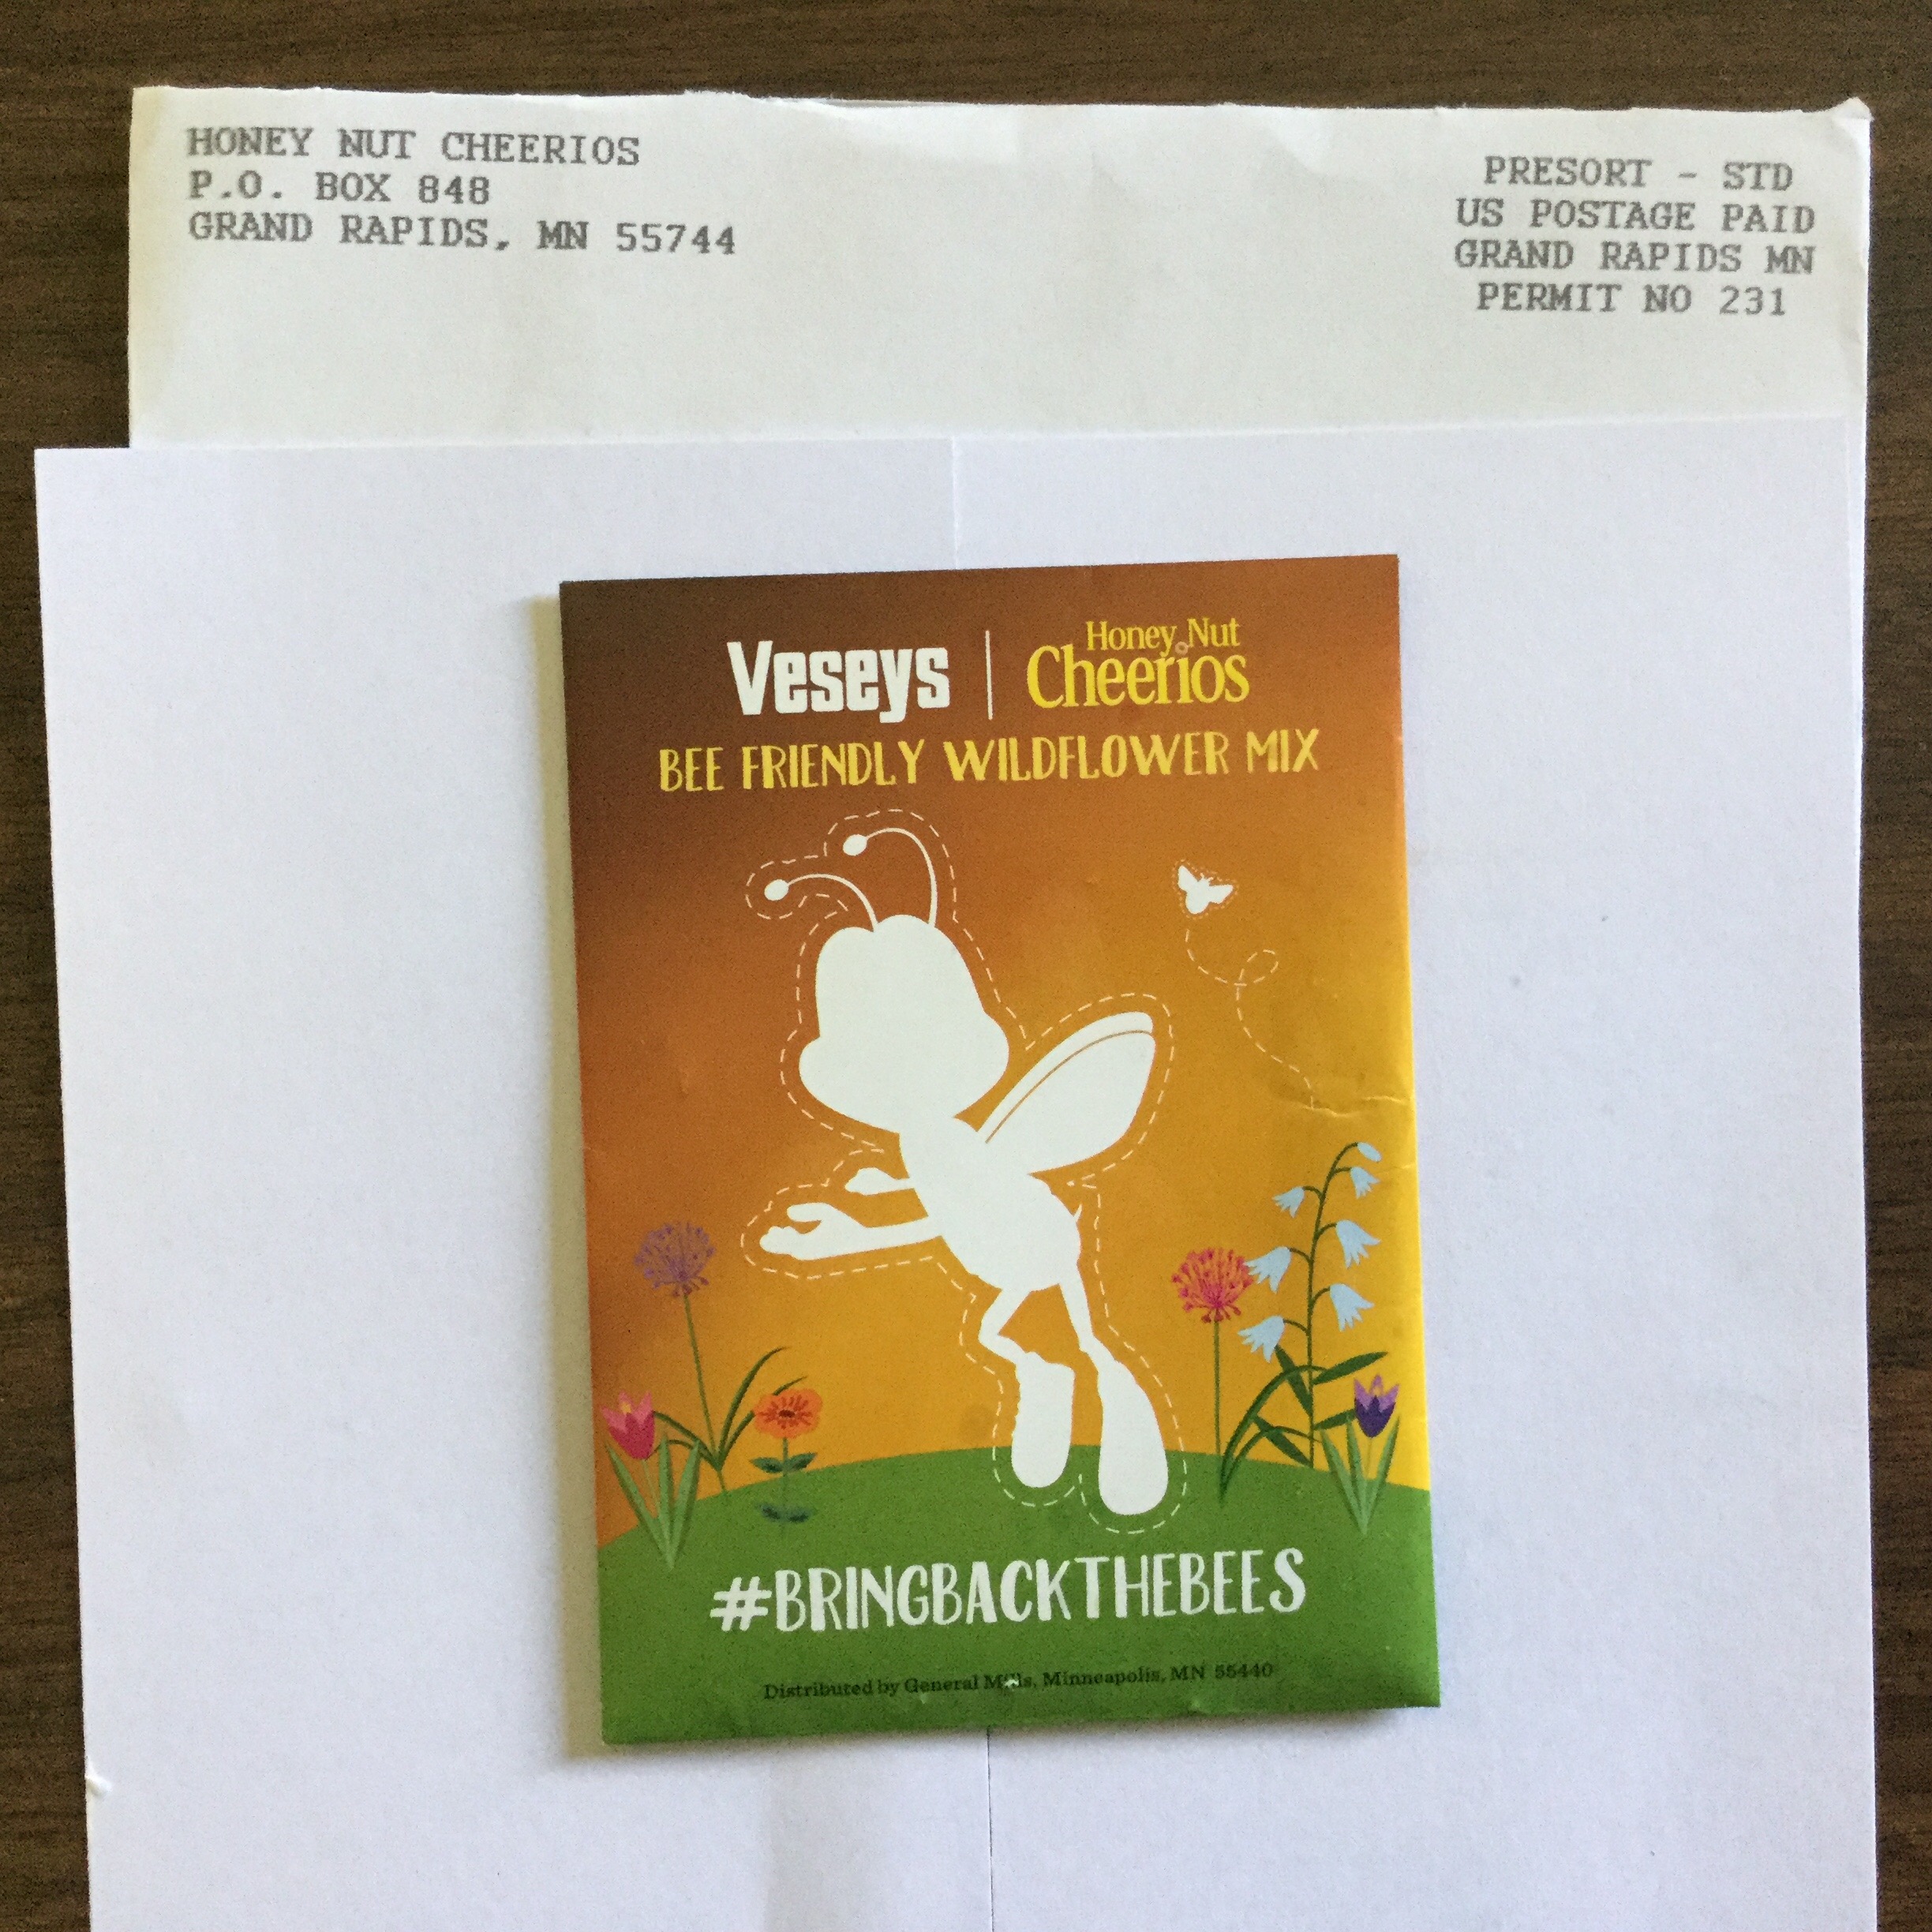 HONEY NUT CHEERIOS
P.O. BOX 848
GRAND RAPIDS, MN 55744
PRESORT - STD
US POSTAGE PAID
GRAND RAPIDS MN
PERMIT NO 231
Veseys
Honey Nut
Cheerios
BEE FRIENDLY WILDFLOWER MIX
#BRINGBACKTHEBEES
Distributed by General Mills, Minneapolis, MN 55440